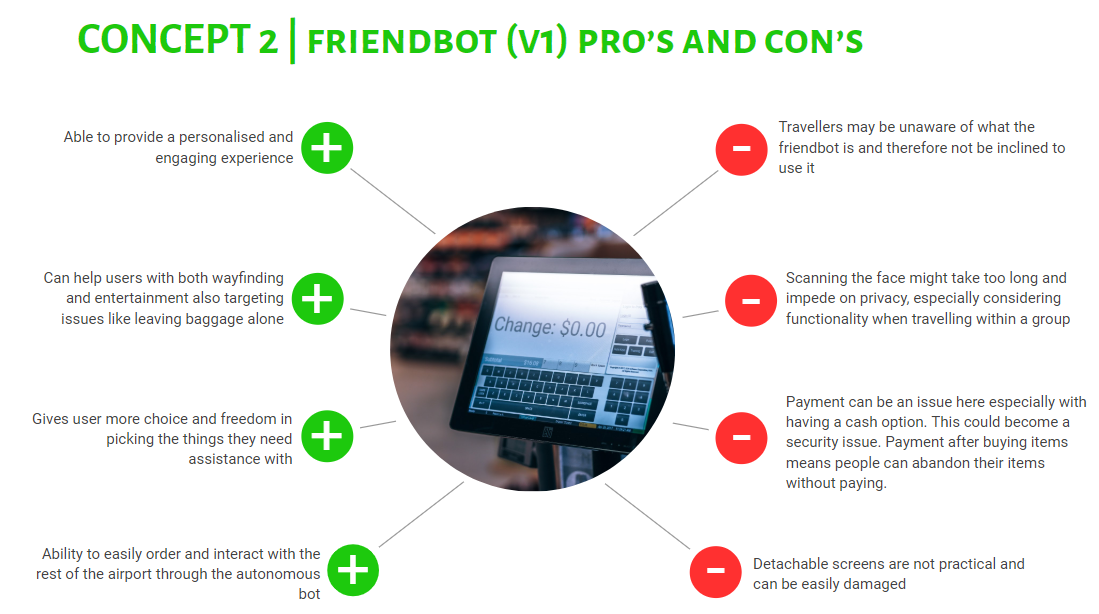 CONCEPT 2 | FRIENDBOT (V1) PRO'S AND CON'S
Able to provide a personalised and
engaging experience
Can help users with both wayfinding
and entertainment also targeting
issues like leaving baggage alone
Gives user more choice and freedom in
picking the things they need
assistance with
Ability to easily order and interact with the
rest of the airport through the autonomous
bot
Change: $0.00
Travellers may be unaware of what the
friendbot is and therefore not be inclined to
use it
Scanning the face might take too long and
impede on privacy, especially considering
functionality when travelling within a group
Payment can be an issue here especially with
having a cash option. This could become a
security issue. Payment after buying items
means people can abandon their items
without paying.
Detachable screens are not practical and
can be easily damaged